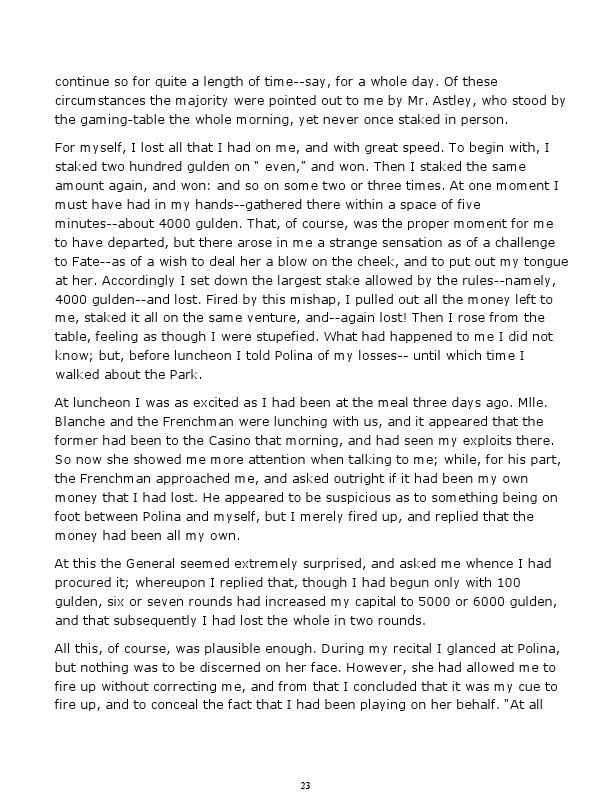 continue so for quite a length of time--say, for a whole day. Of these
circumstances the majority were pointed out to me by Mr. Astley, who stood by
the gaming-table the whole morning, yet never once staked in person.
For myself, I lost all that I had on me, and with great speed. To begin with, I
staked two hundred gulden on “ even,” and won. Then I staked the same
amount again, and won: and so on some two or three times. At one moment I
must have had in my hands--gathered there within a space of five
minutes--about 4000 gulden. That, of course, was the proper moment for me
to have departed, but there arose in me a strange sensation as of a challenge
to Fate--as of a wish to deal her a blow on the cheek, and to put out my tongue
at her. Accordingly I set down the largest stake allowed by the rules--namely,
4000 gulden--and lost. Fired by this mishap, I pulled out all the money left to
me, staked it all on the same venture, and--again lost! Then I rose from the
table, feeling as though I were stupefied. What had happened to me I did not
know; but, before luncheon I told Polina of my losses-- until which time I
walked about the Park.
At luncheon I was as excited as I had been at the meal three days ago. Mlle.
Blanche and the Frenchman were lunching with us, and it appeared that the
former had been to the Casino that morning, and had seen my exploits there.
So now she showed me more attention when talking to me; while, for his part,
the Frenchman approached me, and asked outright if it had been my own
money that I had lost. He appeared to be suspicious as to something being on
foot between Polina and myself, but I merely fired up, and replied that the
money had been all my own.
At this the General seemed extremely surprised, and asked me whence I had
procured it; whereupon I replied that, though I had begun only with 100
gulden, six or seven rounds had increased my capital to 5000 or 6000 gulden,
and that subsequently I had lost the whole in two rounds.
All this, of course, was plausible enough. During my recital I glanced at Polina,
but nothing was to be discerned on her face. However, she had allowed me to
fire up without correcting me, and from that I concluded that it was my cue to
fire up, and to conceal the fact that I had been playing on her behalf. “At all
23